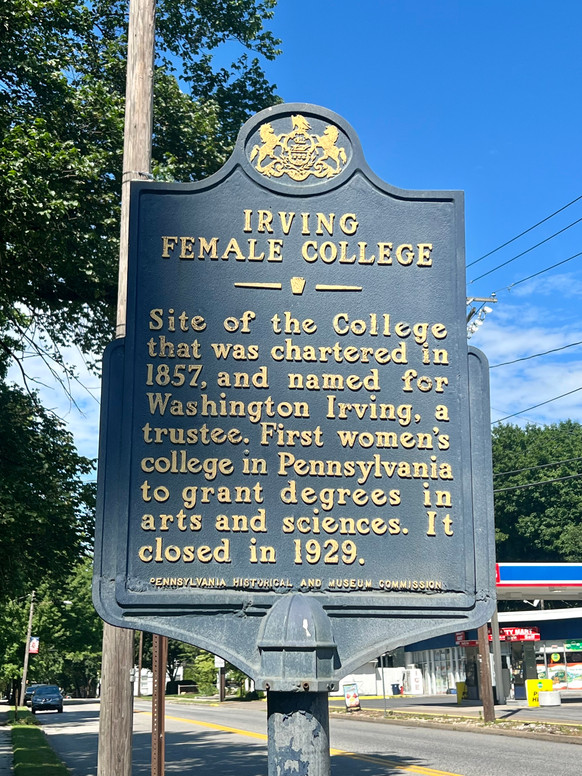 IRVING
FEMALE COLLEGE
Site of the College
that was chartered in
1857, and named for
Washington Irving, a
trustee. First women's
college in Pennsylvania
to grant degrees in
arts and sciences. It
closed in 1929.
PENNSYLVANIA HISTORICAL AND MUSEUM COMMISSION